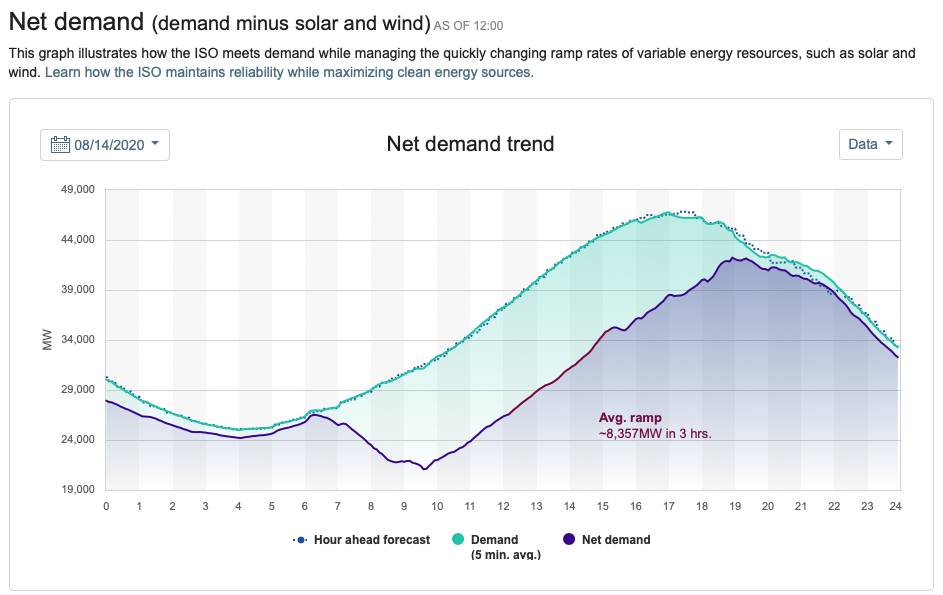 Net demand (demand minus solar and wind) AS OF 12:00
This graph illustrates how the ISO meets demand while managing the quickly changing ramp rates of variable energy resources, such as solar and
wind. Learn how the ISO maintains reliability while maximizing clean energy sources.
08/14/2020
Net demand trend
Data
49,000
44,000
39,000
34,000
29,000
24,000
19,000
MW
Avg. ramp
~8,357MW in 3 hrs.
0 1 2 3 4 5 6 7 8 9 10 11 12 13 14 15 16 17 18 19 20 21 22 23 24
Hour ahead forecast Demand Net demand
(5 min. avg.)